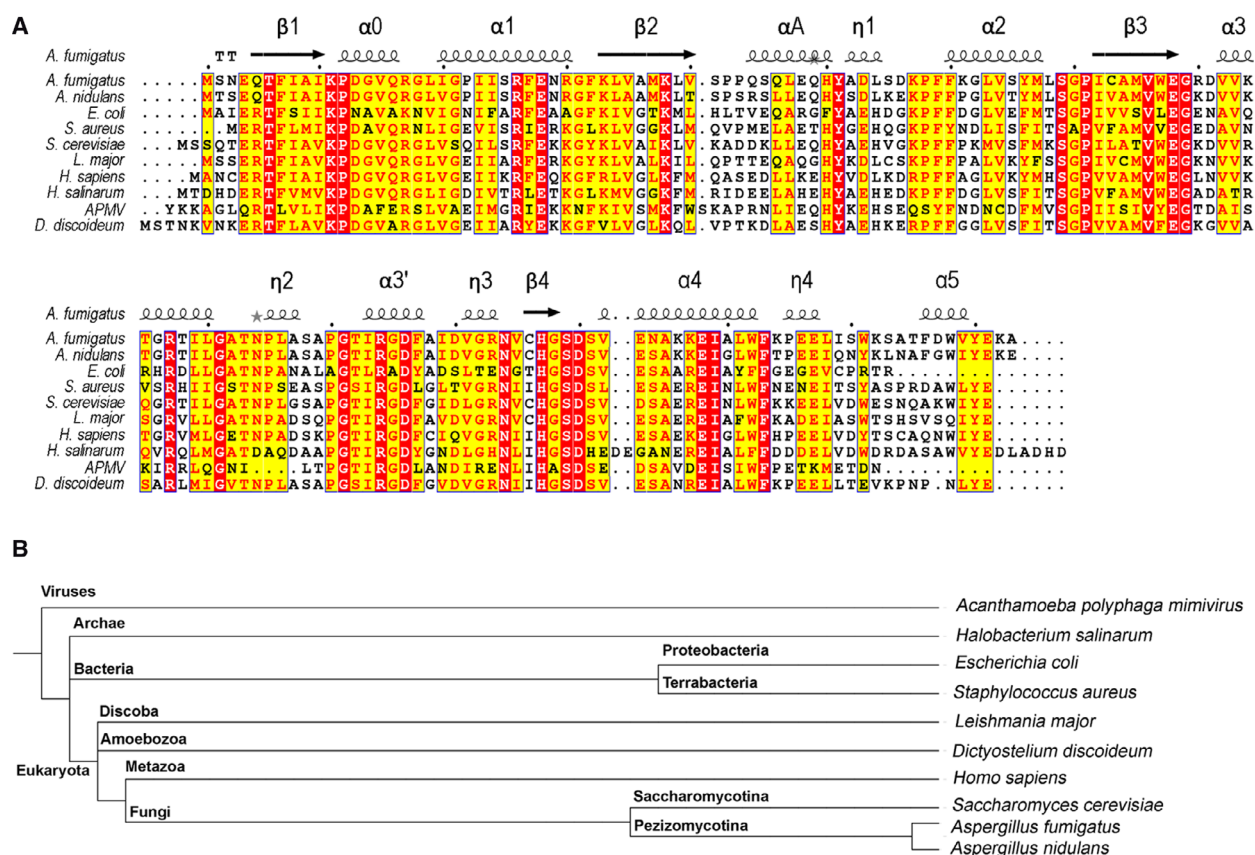 A
β1 α0 α1 β2 αA η1 α2 β3 α3
A. fumigatus TT
A. fumigatus .....MSNEQTFIAIKPDGVQRGLIGPIISRFENRGFKLVAMKLV.SPPQSQLEQHYADLSDKPFFKGLVSYMLSGPICAMVWEGRDVVK
A. nidulans .....MTSEQTFIAIKPDGVQRGLVGPIISRFENRGFKLAAMKLT.SPSRSLLEQHYSDLKEKPFFPGLVTYMLSGPIVAMVWEGKDVVK
E. coli .....MAIERTFSIIKPNAVAKNVIGNIFARFEAAGFKIVGTKML.HLTVEQARGFYAEHDGKPFFDGLVEFMTSGPIVVSVLEGENAVQ
S. aureus .......MERTFLMIKPDAVQRNLIGEVISRIERKGLKLVGGKLM.QVPMELAETHYGEHQGKPFYNDLISFITSAPVFAMVVEGEDAVN
S. cerevisiae ...MSSQTERTFIAVKPDGVQRGLVSQILSRFEKKGYKLVAIKLV.KADDKLLEQHYAEHVGKPFFPKMVSFMKSGPILATVWEGKDVVR
L. major .....MSSERTFIAVKPDGVQRGLVGEIIARFERKGYKLVALKIL.QPTTEQAQGHYKDLCSKPFFPALVKYFSSGPIVCMVWEGKNVVK
H. sapiens ....MANCERTFIAIKPDGVQRGLVGEIIKRFEQKGFRLVGLKFM.QASEDLLKEHYVDLKDRPFFAGLVKYMHSGPVVAMVWEGLNVVK
H. salinarum ...MTDHDERTFVMVKPDGVQRGLIGDIVTRLETKGLKMVGGKFM.RIDEELAHEHYAEHEDKPFFDGLVSFITSGPVFAMVWEGADATR
APMV ..YKKAGLQRTLVLIKPDAFERSLVAEIMGRIEKKNFKIVSMKFWSKAPRNLIEQHYKEHSEQSYFNDNCDFMVSGPIISIVYEGTDAIS
D. discoideum MSTNKVNKERTFLAVKPDGVARGLVGEIIARYEKKGFVLVGLKQL.VPTKDLAESHYAEHKERPFFGGLVSFITSGPVVAMVFEGKGVVA
η2 α3' η3 β4 α4 η4 α5
A. fumigatus
A. fumigatus TGRTILGATNPLASAPGTIRGDFAIDVGRNVCHGSDSV..ENAKKEIALWFKPEELISWKSATFDWVYEKA.....
A. nidulans TGRTILGATNPLASAPGTIRGDFAIDVGRNVCHGSDSV..ESAKKEIALWFTPEELQNYKLNAFGWIYEKE.....
E. coli RHRDLLGATNPANALAGTLRADYADSLTENGTHGSDSV..ESAAREIAYFFGEGEVCPRTR...............
S. aureus VSRHIIGSTNPSEASPGSIRGDLGLTVGRNIIHGSDSL..ESAEREINLWFNENEITSYASPRDAWLYE.......
S. cerevisiae QGRTILGATNPLGSAPGTIRGDFGIDLGRNVCHGSDSV..DSAEREINLWFKKEELVDWESNQAKWIYE.......
L. major SGRVLLGATNPADSQPGTIRGDFAVDVGRNVCHGSDSV..ESAEREIAFWFKADEIASWTSHSVSQIYE.......
H. sapiens TGRVMLGETNPADSKPGTIRGDFCIQVGRNIIHGSDSV..ESAEKEIGLWFHPEELVDYTSCAQNWIYE.......
H. salinarum QVRQLMGATDAQDAAPGTIRGDYGNDLGHNLIHGSDHEDEGANEREIALFFDDDELVDWDRDASAWVYEDLADHD
APMV KIRRLQGNI...LTPGTIRGDLANDIRENLIHASDSE..DSAVDEISIWFPETKMETDN................
D. discoideum SARLMIGVTNPLASAPGSIRGDFGVDVGRNIIHGSDSV..ESANREIALWFKPEELLTEVKPNP.NLYE......
B
Viruses
Acanthamoeba polyphaga mimivirus
Archae
Halobacterium salinarum
Proteobacteria
Bacteria
Escherichia coli
Terrabacteria
Staphylococcus aureus
Discoba
Leishmania major
Amoebozoa
Dictyostelium discoideum
Eukaryota
Metazoa
Homo sapiens
Saccharomycotina
Fungi
Saccharomyces cerevisiae
Pezizomycotina
Aspergillus fumigatus
Aspergillus nidulans